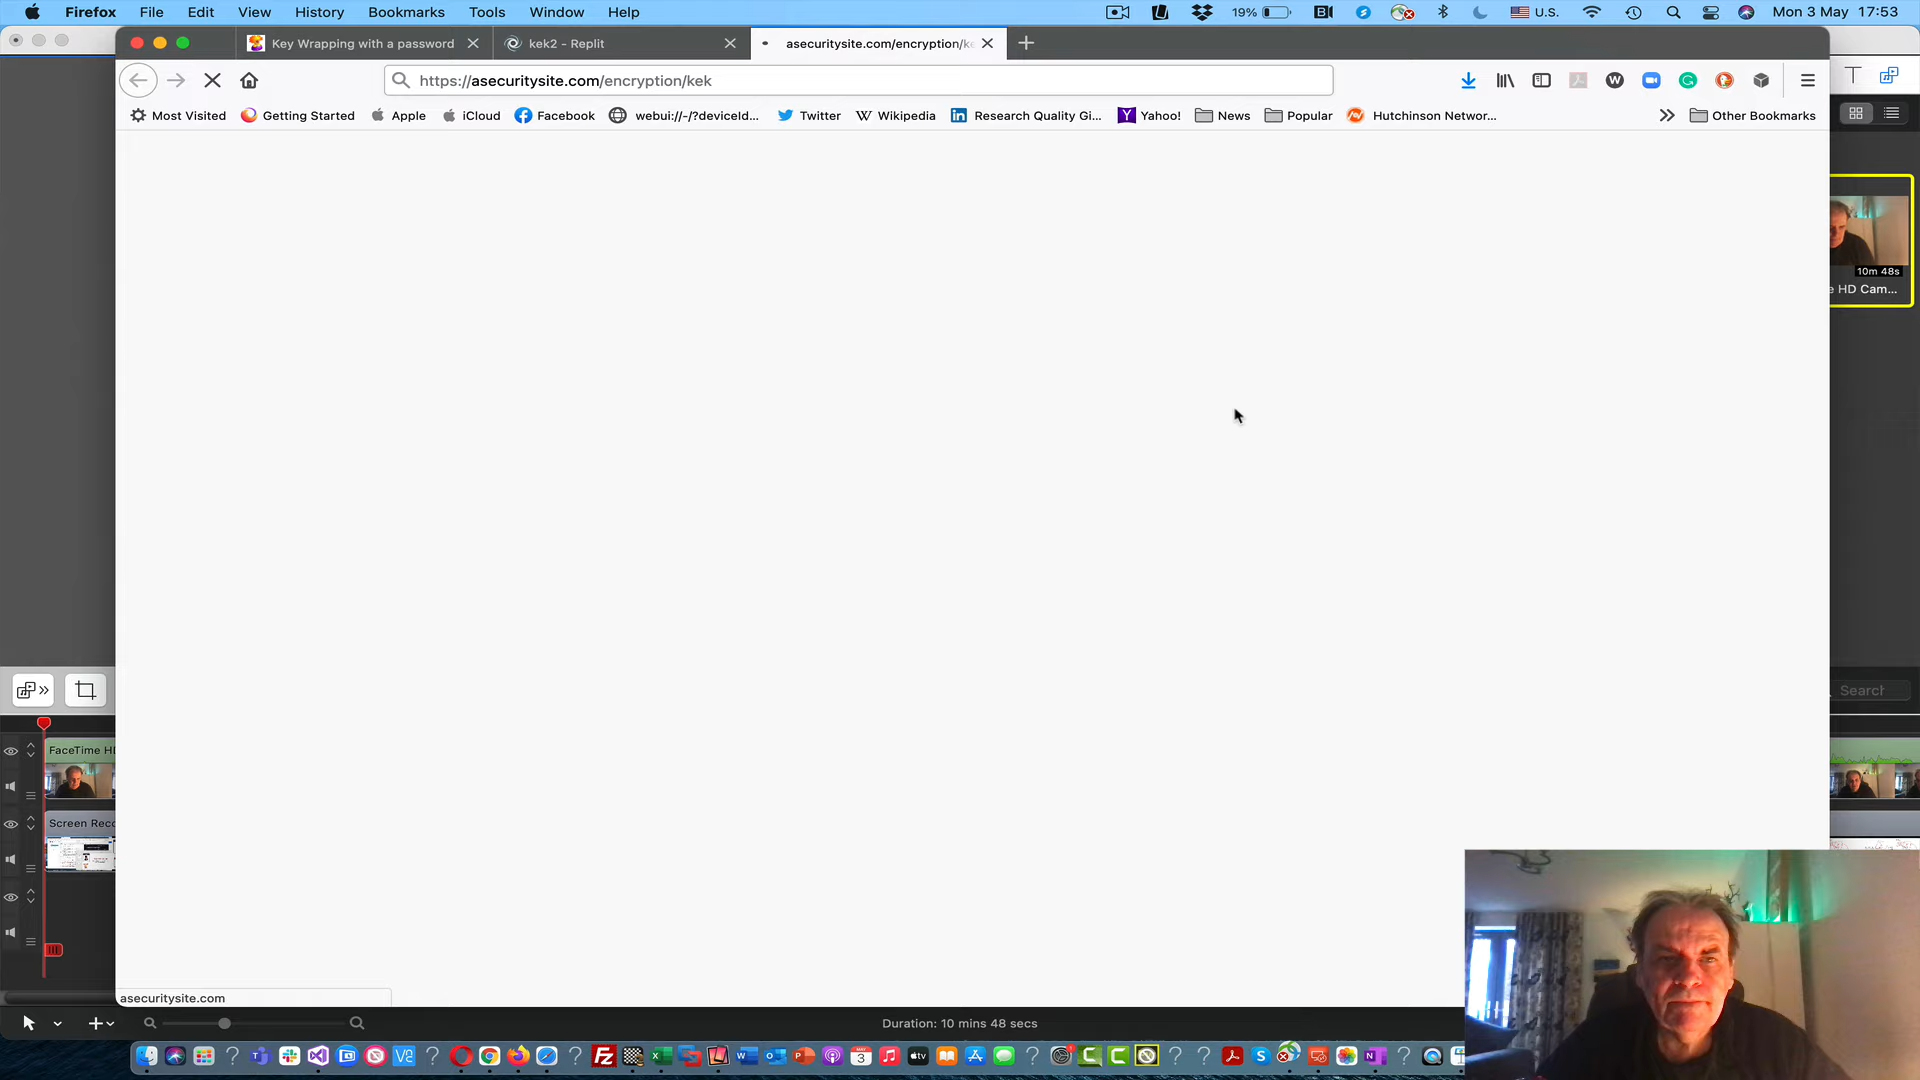 Firefox File Edit View History Bookmarks Tools Window Help 19% U.S. Mon 3 May 17:53
Key Wrapping with a password kek2 - Replit asecuritysite.com/encryption/ke
https://asecuritysite.com/encryption/kek
Most Visited Getting Started Apple iCloud Facebook webui://-/?deviceId... Twitter Wikipedia Research Quality Gi... Yahoo! News Popular Hutchinson Networ... Other Bookmarks
10m 48s
e HD Cam...
Search
FaceTime H
Screen Reco
asecuritysite.com
Duration: 10 mins 48 secs